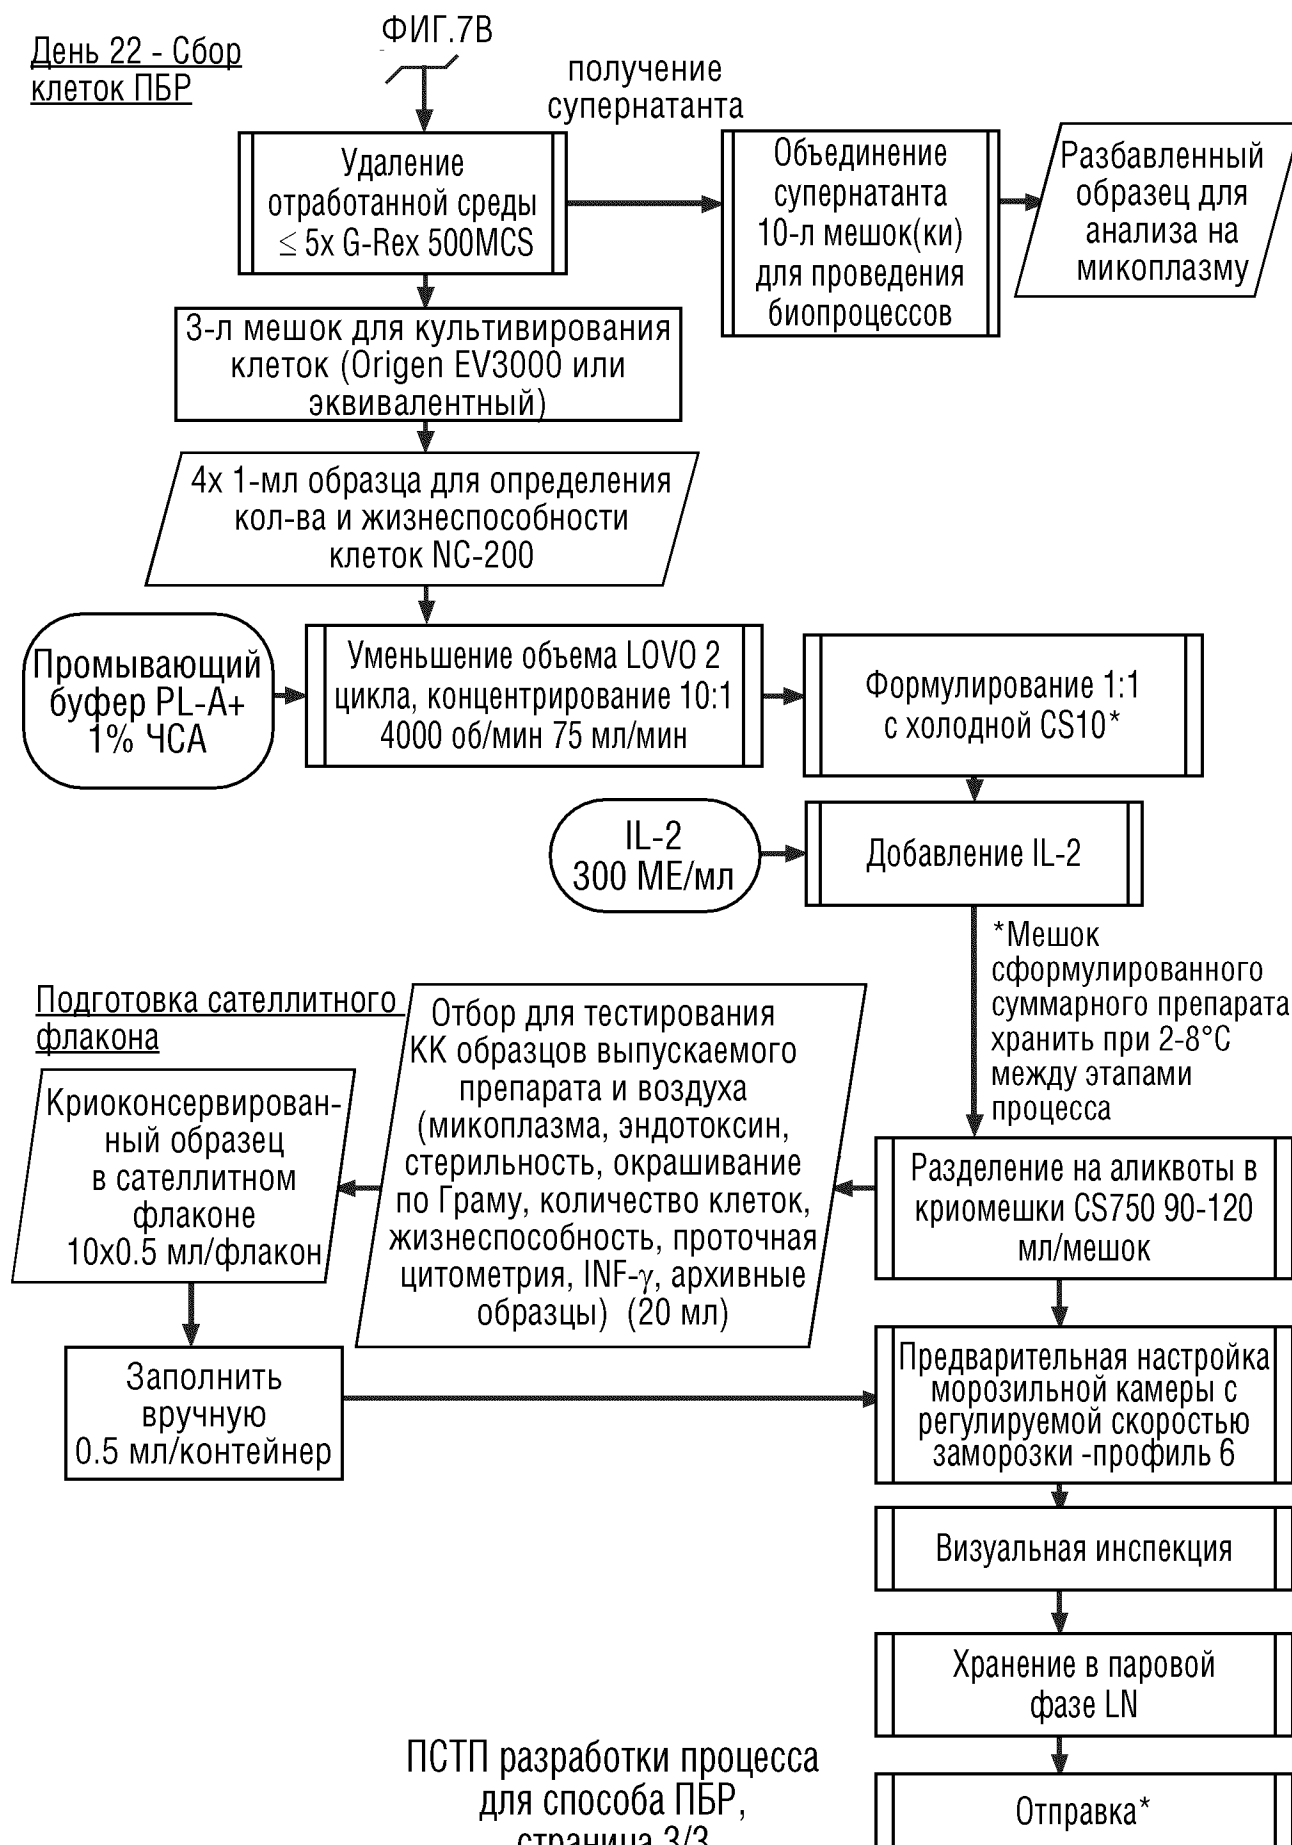 ФИГ.7В
День 22 - Сбор
клеток ПБР
получение
супернатанта
Удаление
отработанной среды
≤ 5x G-Rex 500MCS
Объединение
супернатанта
10-л мешок(ки)
для проведения
биопроцессов
Разбавленный
образец для
анализа на
микоплазму
3-л мешок для культивирования
клеток (Origen EV3000 или
эквивалентный)
4x 1-мл образца для определения
кол-ва и жизнеспособности
клеток NC-200
Промывающий
буфер PL-A+
1% ЧСА
Уменьшение объема LOVO 2
цикла, концентрирование 10:1
4000 об/мин 75 мл/мин
Формулирование 1:1
с холодной CS10*
IL-2
300 МЕ/мл
Добавление IL-2
*Мешок
сформулированного
суммарного препарата
хранить при 2-8°C
между этапами
процесса
Подготовка сателлитного
флакона
Отбор для тестирования
КК образцов выпускаемого
препарата и воздуха
(микоплазма, эндотоксин,
стерильность, окрашивание
по Граму, количество клеток,
жизнеспособность, проточная
цитометрия, INF-γ, архивные
образцы) (20 мл)
Криоконсервирован-
ный образец
в сателлитном
флаконе
10x0.5 мл/флакон
Разделение на аликвоты в
криомешки CS750 90-120
мл/мешок
Заполнить
вручную
0.5 мл/контейнер
Предварительная настройка
морозильной камеры с
регулируемой скоростью
заморозки -профиль 6
Визуальная инспекция
Хранение в паровой
фазе LN
Отправка*
ПСТП разработки процесса
для способа ПБР,
страница 3/3